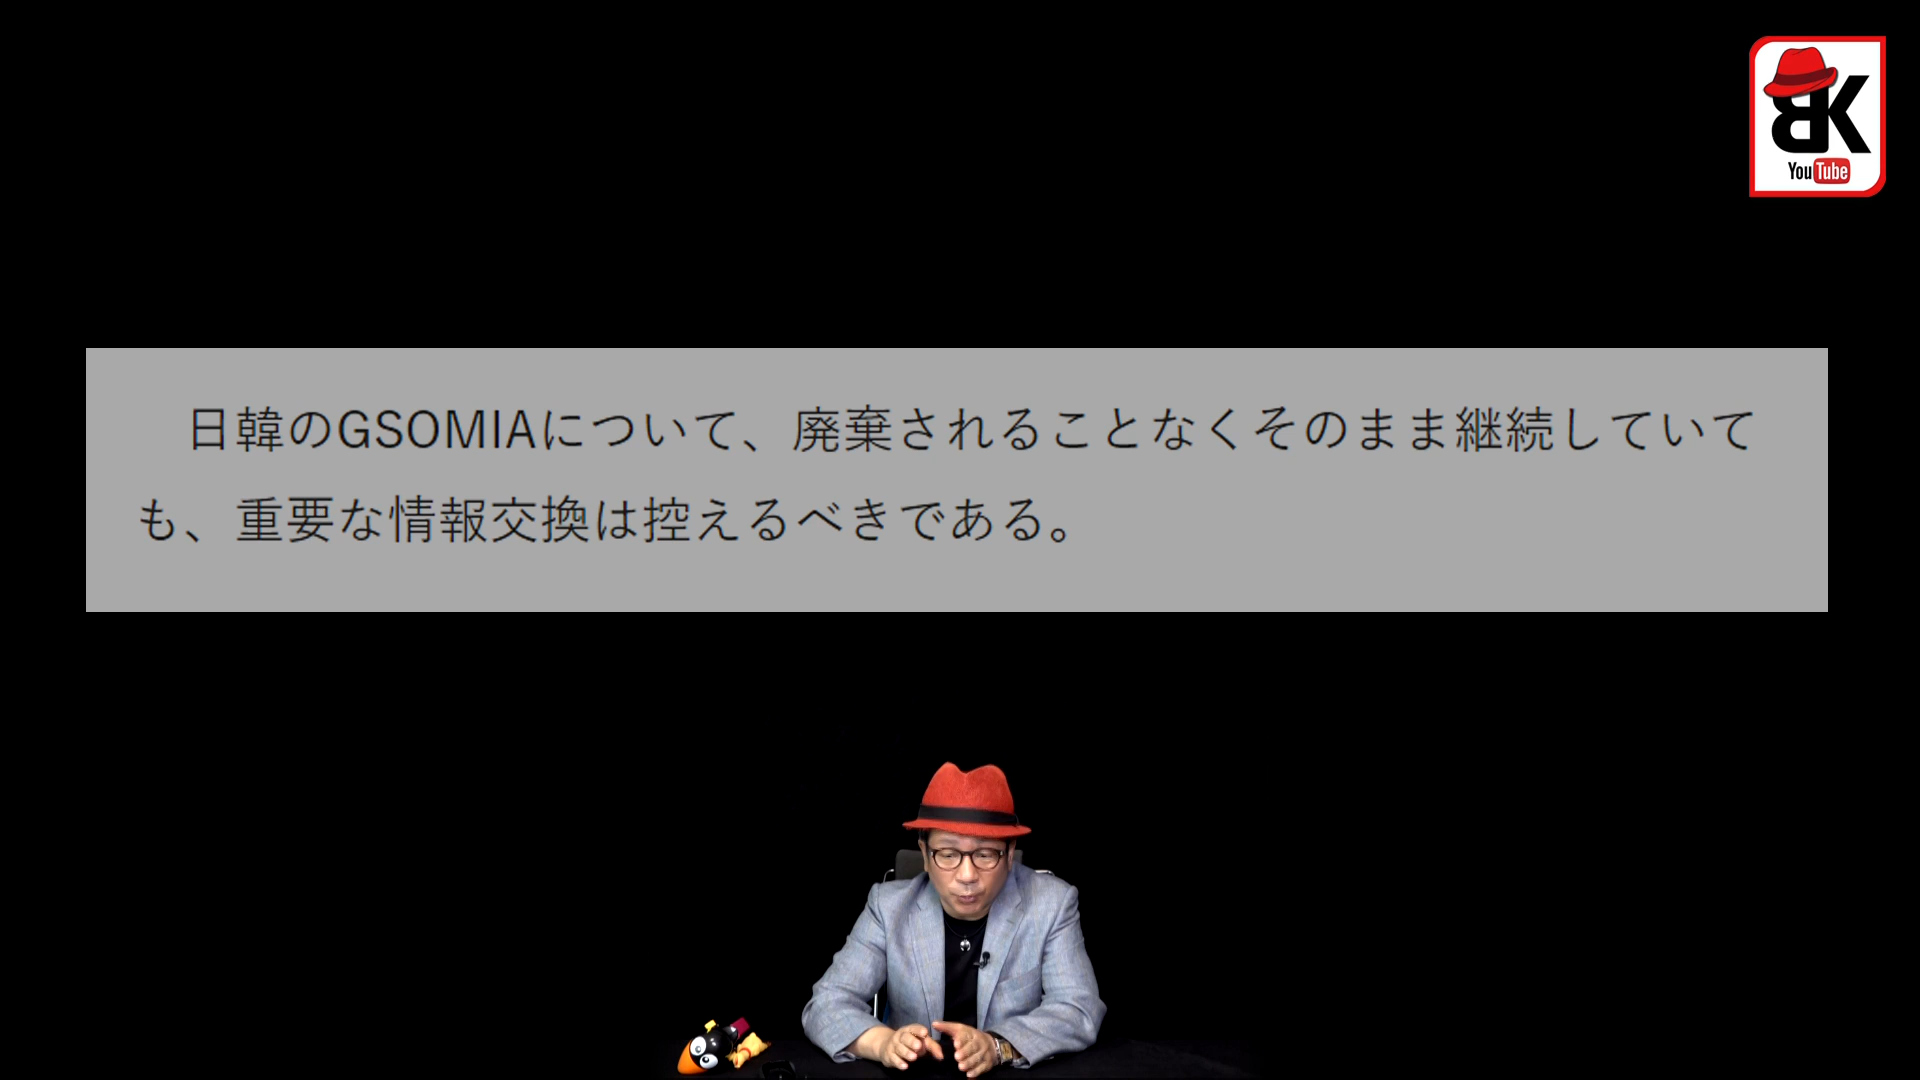 BK
YouTube
日韓のGSOMIAについて、廃棄されることなくそのまま継続していて
も、重要な情報交換は控えるべきである。